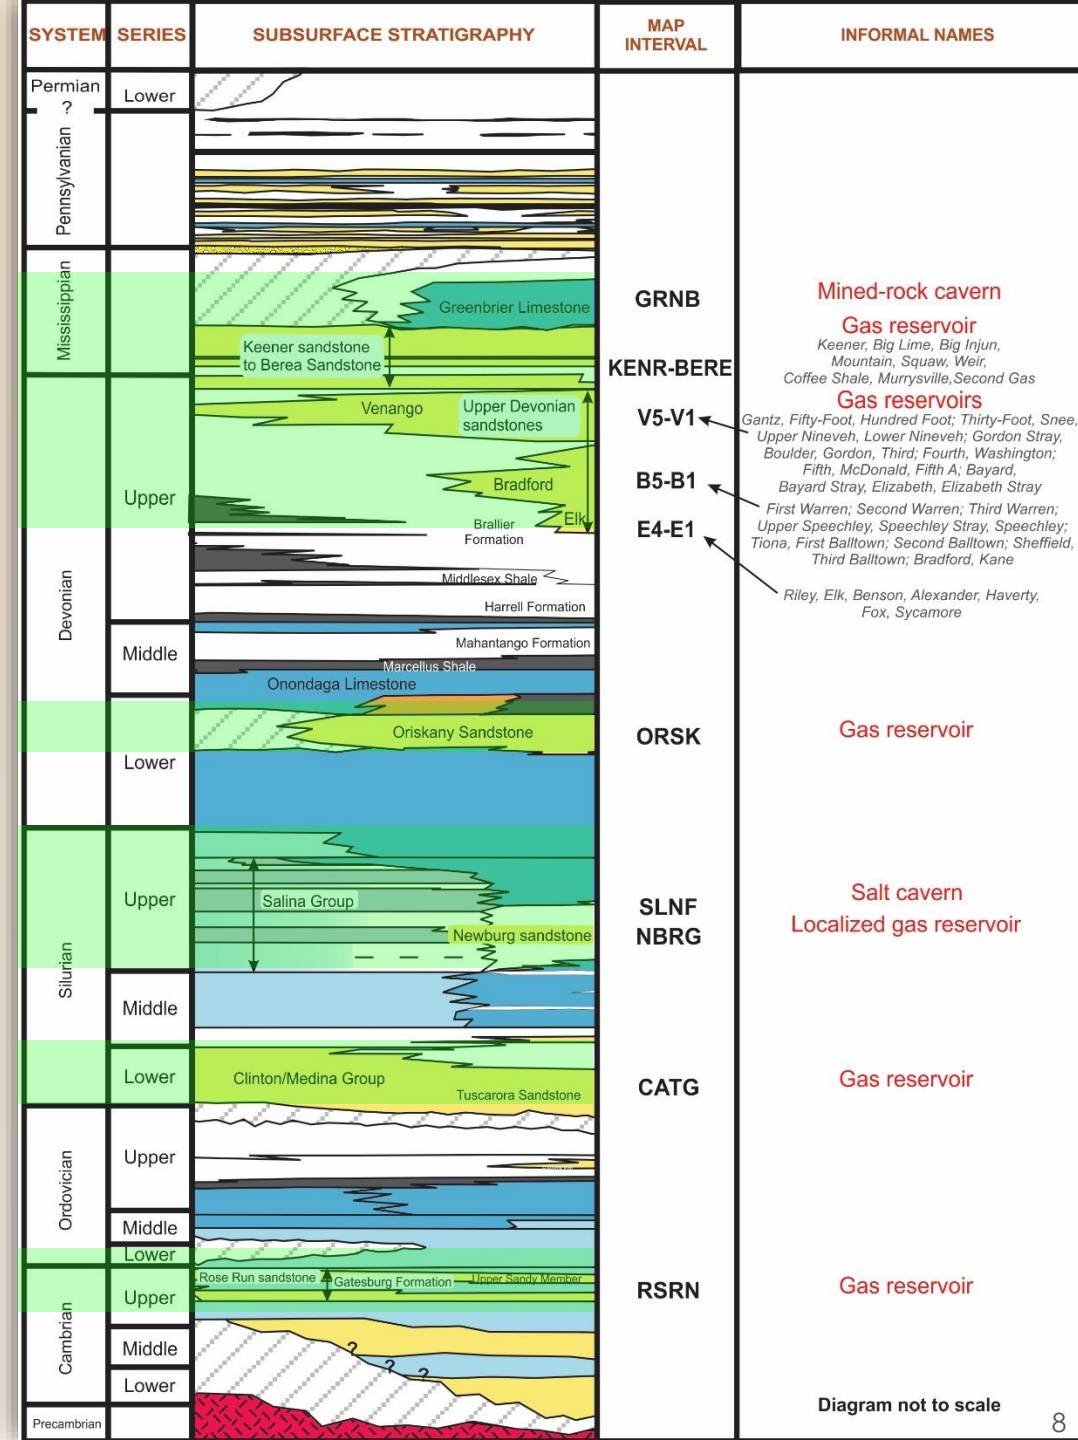 SYSTEM
SERIES
SUBSURFACE STRATIGRAPHY
MAP
INTERVAL
INFORMAL NAMES
Permian
?
Lower
Pennsylvanian
Mississippian
Greenbrier Limestone
GRNB
Mined-rock cavern
Keener sandstone
to Berea Sandstone
KENR-BERE
Gas reservoir
Keener, Big Lime, Big Injun,
Mountain, Squaw, Weir,
Coffee Shale, Murrysville,Second Gas
Devonian
Upper
Venango
Upper Devonian
sandstones
V5-V1
Gas reservoirs
Gantz, Fifty-Foot, Hundred Foot; Thirty-Foot, Snee,
Upper Nineveh, Lower Nineveh; Gordon Stray,
Boulder, Gordon, Third; Fourth, Washington;
Fifth, McDonald, Fifth A; Bayard,
Bayard Stray, Elizabeth, Elizabeth Stray
Bradford
B5-B1
First Warren; Second Warren; Third Warren;
Upper Speechley, Speechley Stray, Speechley;
Tiona, First Balltown; Second Balltown; Sheffield,
Third Balltown; Bradford, Kane
Elk
E4-E1
Riley, Elk, Benson, Alexander, Haverty,
Fox, Sycamore
Brallier
Formation
Middlesex Shale
Harrell Formation
Middle
Mahantango Formation
Marcellus Shale
Onondaga Limestone
Lower
Oriskany Sandstone
ORSK
Gas reservoir
Silurian
Upper
Salina Group
SLNF
Salt cavern
Newburg sandstone
NBRG
Localized gas reservoir
Middle
Lower
Clinton/Medina Group
Tuscarora Sandstone
CATG
Gas reservoir
Ordovician
Upper
Middle
Lower
Cambrian
Upper
Rose Run sandstone
Gatesburg Formation
Upper Sandy Member
RSRN
Gas reservoir
Middle
Lower
?
?
?
Precambrian
Diagram not to scale
8